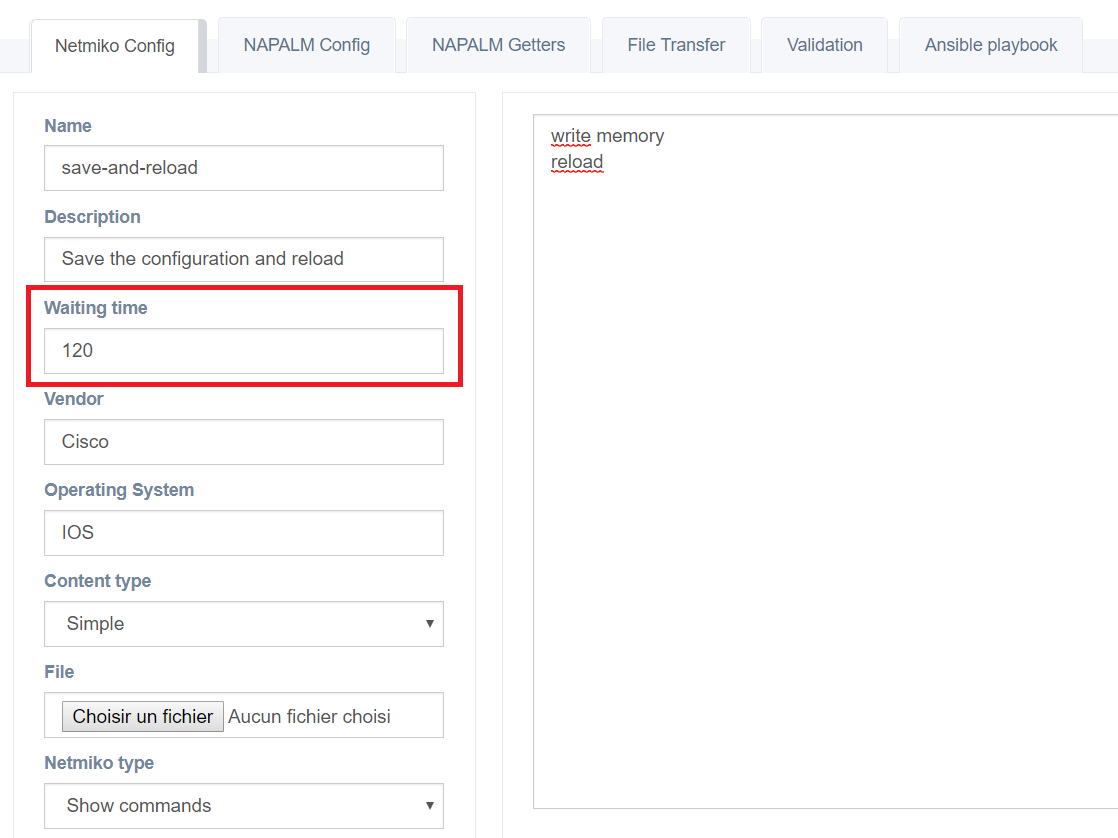 Netmiko Config
NAPALM Config
NAPALM Getters
File Transfer
Validation
Ansible playbook
Name
save-and-reload
Description
Save the configuration and reload
Waiting time
120
Vendor
Cisco
Operating System
IOS
Content type
Simple
File
Choisir un fichier Aucun fichier choisi
Netmiko type
Show commands
write memory
reload